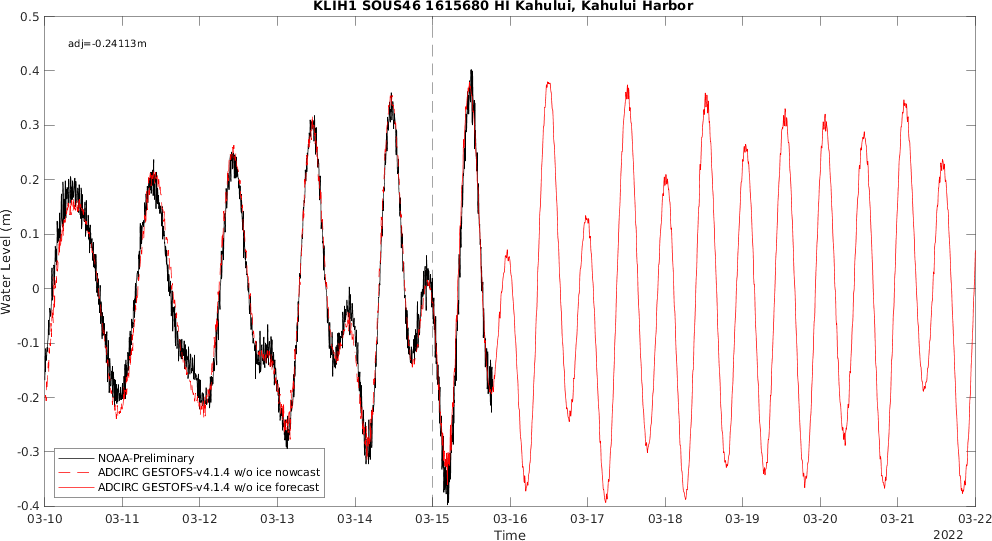 KLIH1 SOUS46 1615680 HI Kahului, Kahului Harbor
adj=-0.24113m
0.5
0.4
0.3
0.2
0.1
0
-0.1
-0.2
-0.3
-0.4
Water Level (m)
NOAA-Preliminary
ADCIRC GESTOFS-v4.1.4 w/o ice nowcast
ADCIRC GESTOFS-v4.1.4 w/o ice forecast
03-10 03-11 03-12 03-13 03-14 03-15 03-16 03-17 03-18 03-19 03-20 03-21 03-22
Time
2022